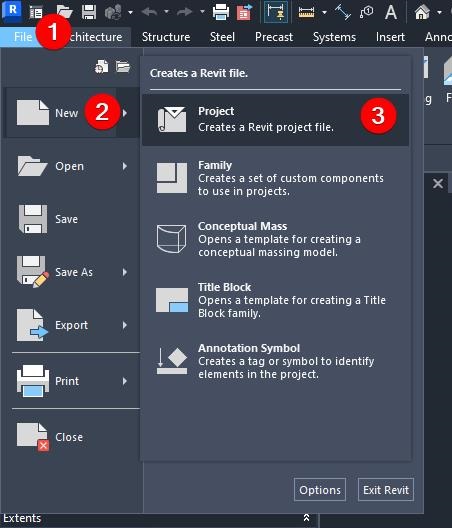 R
File 1 Architecture Structure Steel Precast Systems Insert Anno
Creates a Revit file.
New 2
Project 3
Creates a Revit project file.
Open
Family
Creates a set of custom components
to use in projects.
Save
Conceptual Mass
Opens a template for creating a
conceptual massing model.
Save As
Title Block
Opens a template for creating a Title
Block family.
Export
Annotation Symbol
Creates a tag or symbol to identify
elements in the project.
Print
Close
Options Exit Revit
Extents